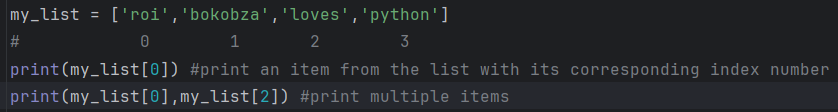 my_list = ['roi','bokobza','loves','python']
#            0        1       2        3
print(my_list[0]) #print an item from the list with its corresponding index number
print(my_list[0],my_list[2]) #print multiple items